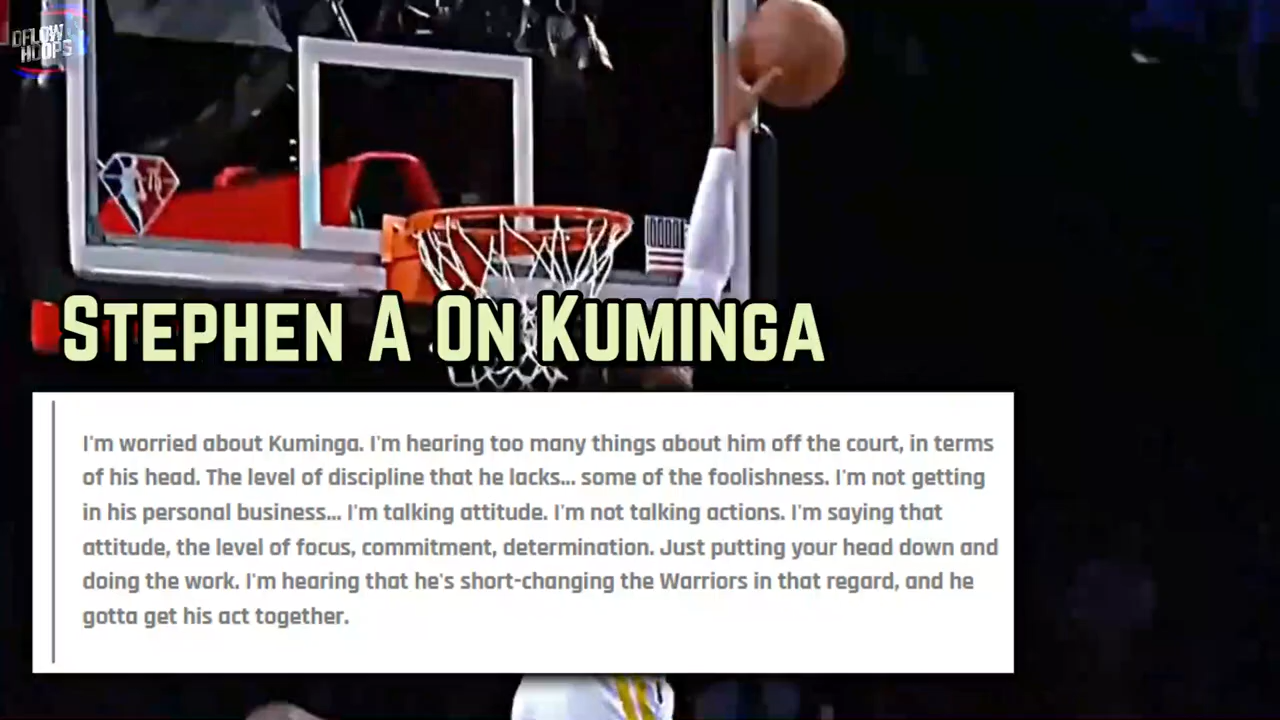 DFLOW
HOOPS
75
STEPHEN A ON KUMINGA
I'm worried about Kuminga. I'm hearing too many things about him off the court, in terms
of his head. The level of discipline that he lacks... some of the foolishness. I'm not getting
in his personal business... I'm talking attitude. I'm not talking actions. I'm saying that
attitude, the level of focus, commitment, determination. Just putting your head down and
doing the work. I'm hearing that he's short-changing the Warriors in that regard, and he
gotta get his act together.